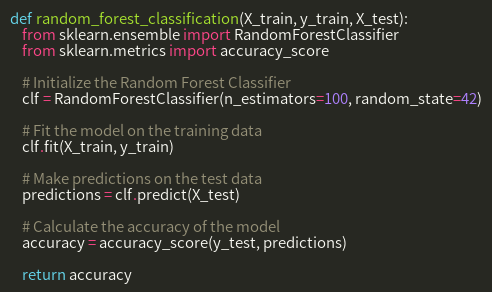 def random_forest_classification(X_train, y_train, X_test):
    from sklearn.ensemble import RandomForestClassifier
    from sklearn.metrics import accuracy_score

    # Initialize the Random Forest Classifier
    clf = RandomForestClassifier(n_estimators=100, random_state=42)

    # Fit the model on the training data
    clf.fit(X_train, y_train)

    # Make predictions on the test data
    predictions = clf.predict(X_test)

    # Calculate the accuracy of the model
    accuracy = accuracy_score(y_test, predictions)

    return accuracy